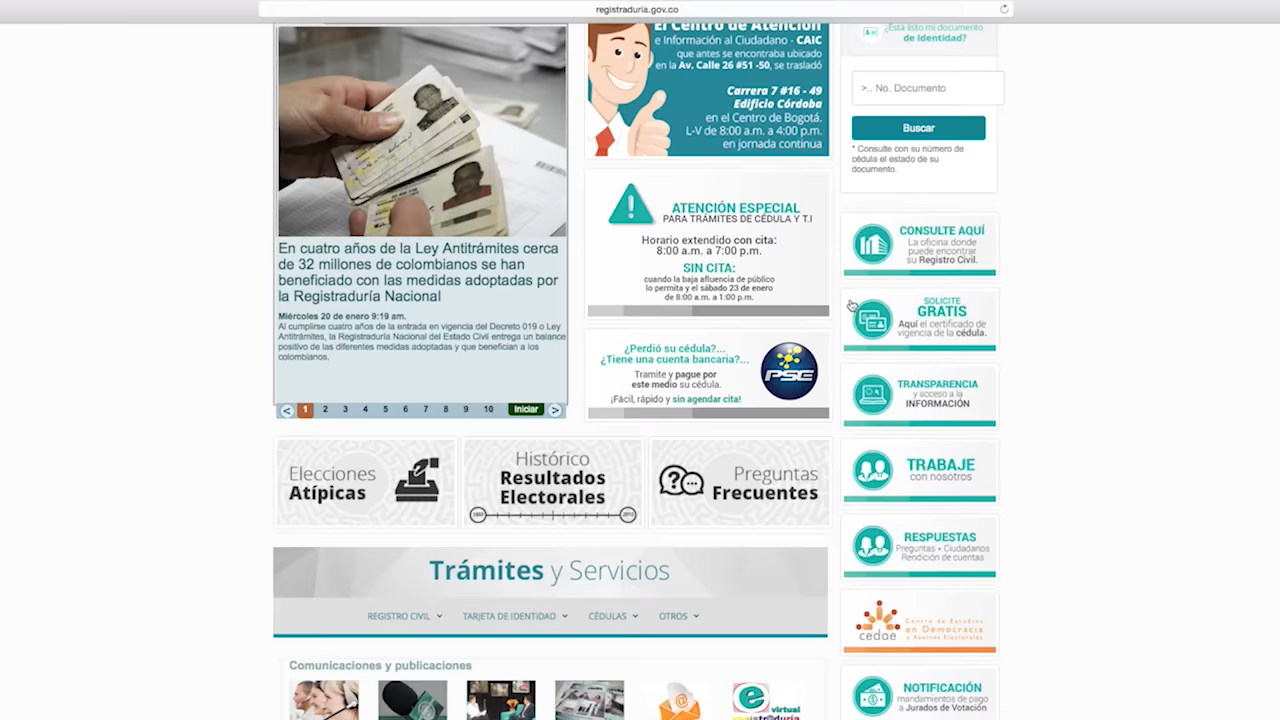 registraduria.gov.co
El Centro de Atención
e Información al Ciudadano - CAIC
que antes se encontraba ubicado
en la Av. Calle 26 #51 -50, se trasladó
Carrera 7 #16 - 49
Edificio Córdoba
en el Centro de Bogotá.
L-V de 8:00 a.m. a 4:00 p.m.
en jornada continua
¿Está listo mi documento
de Identidad?
>.. No. Documento
Buscar
* Consulte con su número de
cédula el estado de su
documento.
En cuatro años de la Ley Antitrámites cerca
de 32 millones de colombianos se han
beneficiado con las medidas adoptadas por
la Registraduría Nacional
Miércoles 20 de enero 9:19 am.
Al cumplirse cuatro años de la entrada en vigencia del Decreto 019 o Ley
Antitrámites, la Registraduría Nacional del Estado Civil entrega un balance
positivo de las diferentes medidas adoptadas y que benefician a los
colombianos.
< 1 2 3 4 5 6 7 8 9 10 Iniciar >
ATENCIÓN ESPECIAL
PARA TRÁMITES DE CÉDULA Y T.I
Horario extendido con cita:
8:00 a.m. a 7:00 p.m.
SIN CITA:
cuando la baja afluencia de público
lo permita y el sábado 23 de enero
de 8:00 a.m. a 1:00 p.m.
¿Perdió su cédula?...
¿Tiene una cuenta bancaria?...
Tramite y pague por
este medio su cédula.
¡Fácil, rápido y sin agendar cita!
PSE
CONSULTE AQUÍ
La oficina donde
puede encontrar
su Registro Civil.
SOLICITE
GRATIS
Aquí el certificado de
vigencia de la cédula.
TRANSPARENCIA
y acceso a la
INFORMACIÓN
TRABAJE
con nosotros
RESPUESTAS
Preguntas • Ciudadanos
Rendición de cuentas
cedae
Centro de Estudios
en Democracia
y Asuntos Electorales
NOTIFICACIÓN
mandamientos de pago
a Jurados de Votación
Elecciones
Atípicas
Histórico
Resultados
Electorales
Preguntas
Frecuentes
Trámites y Servicios
REGISTRO CIVIL
TARJETA DE IDENTIDAD
CÉDULAS
OTROS
Comunicaciones y publicaciones
e virtual
registr@duría